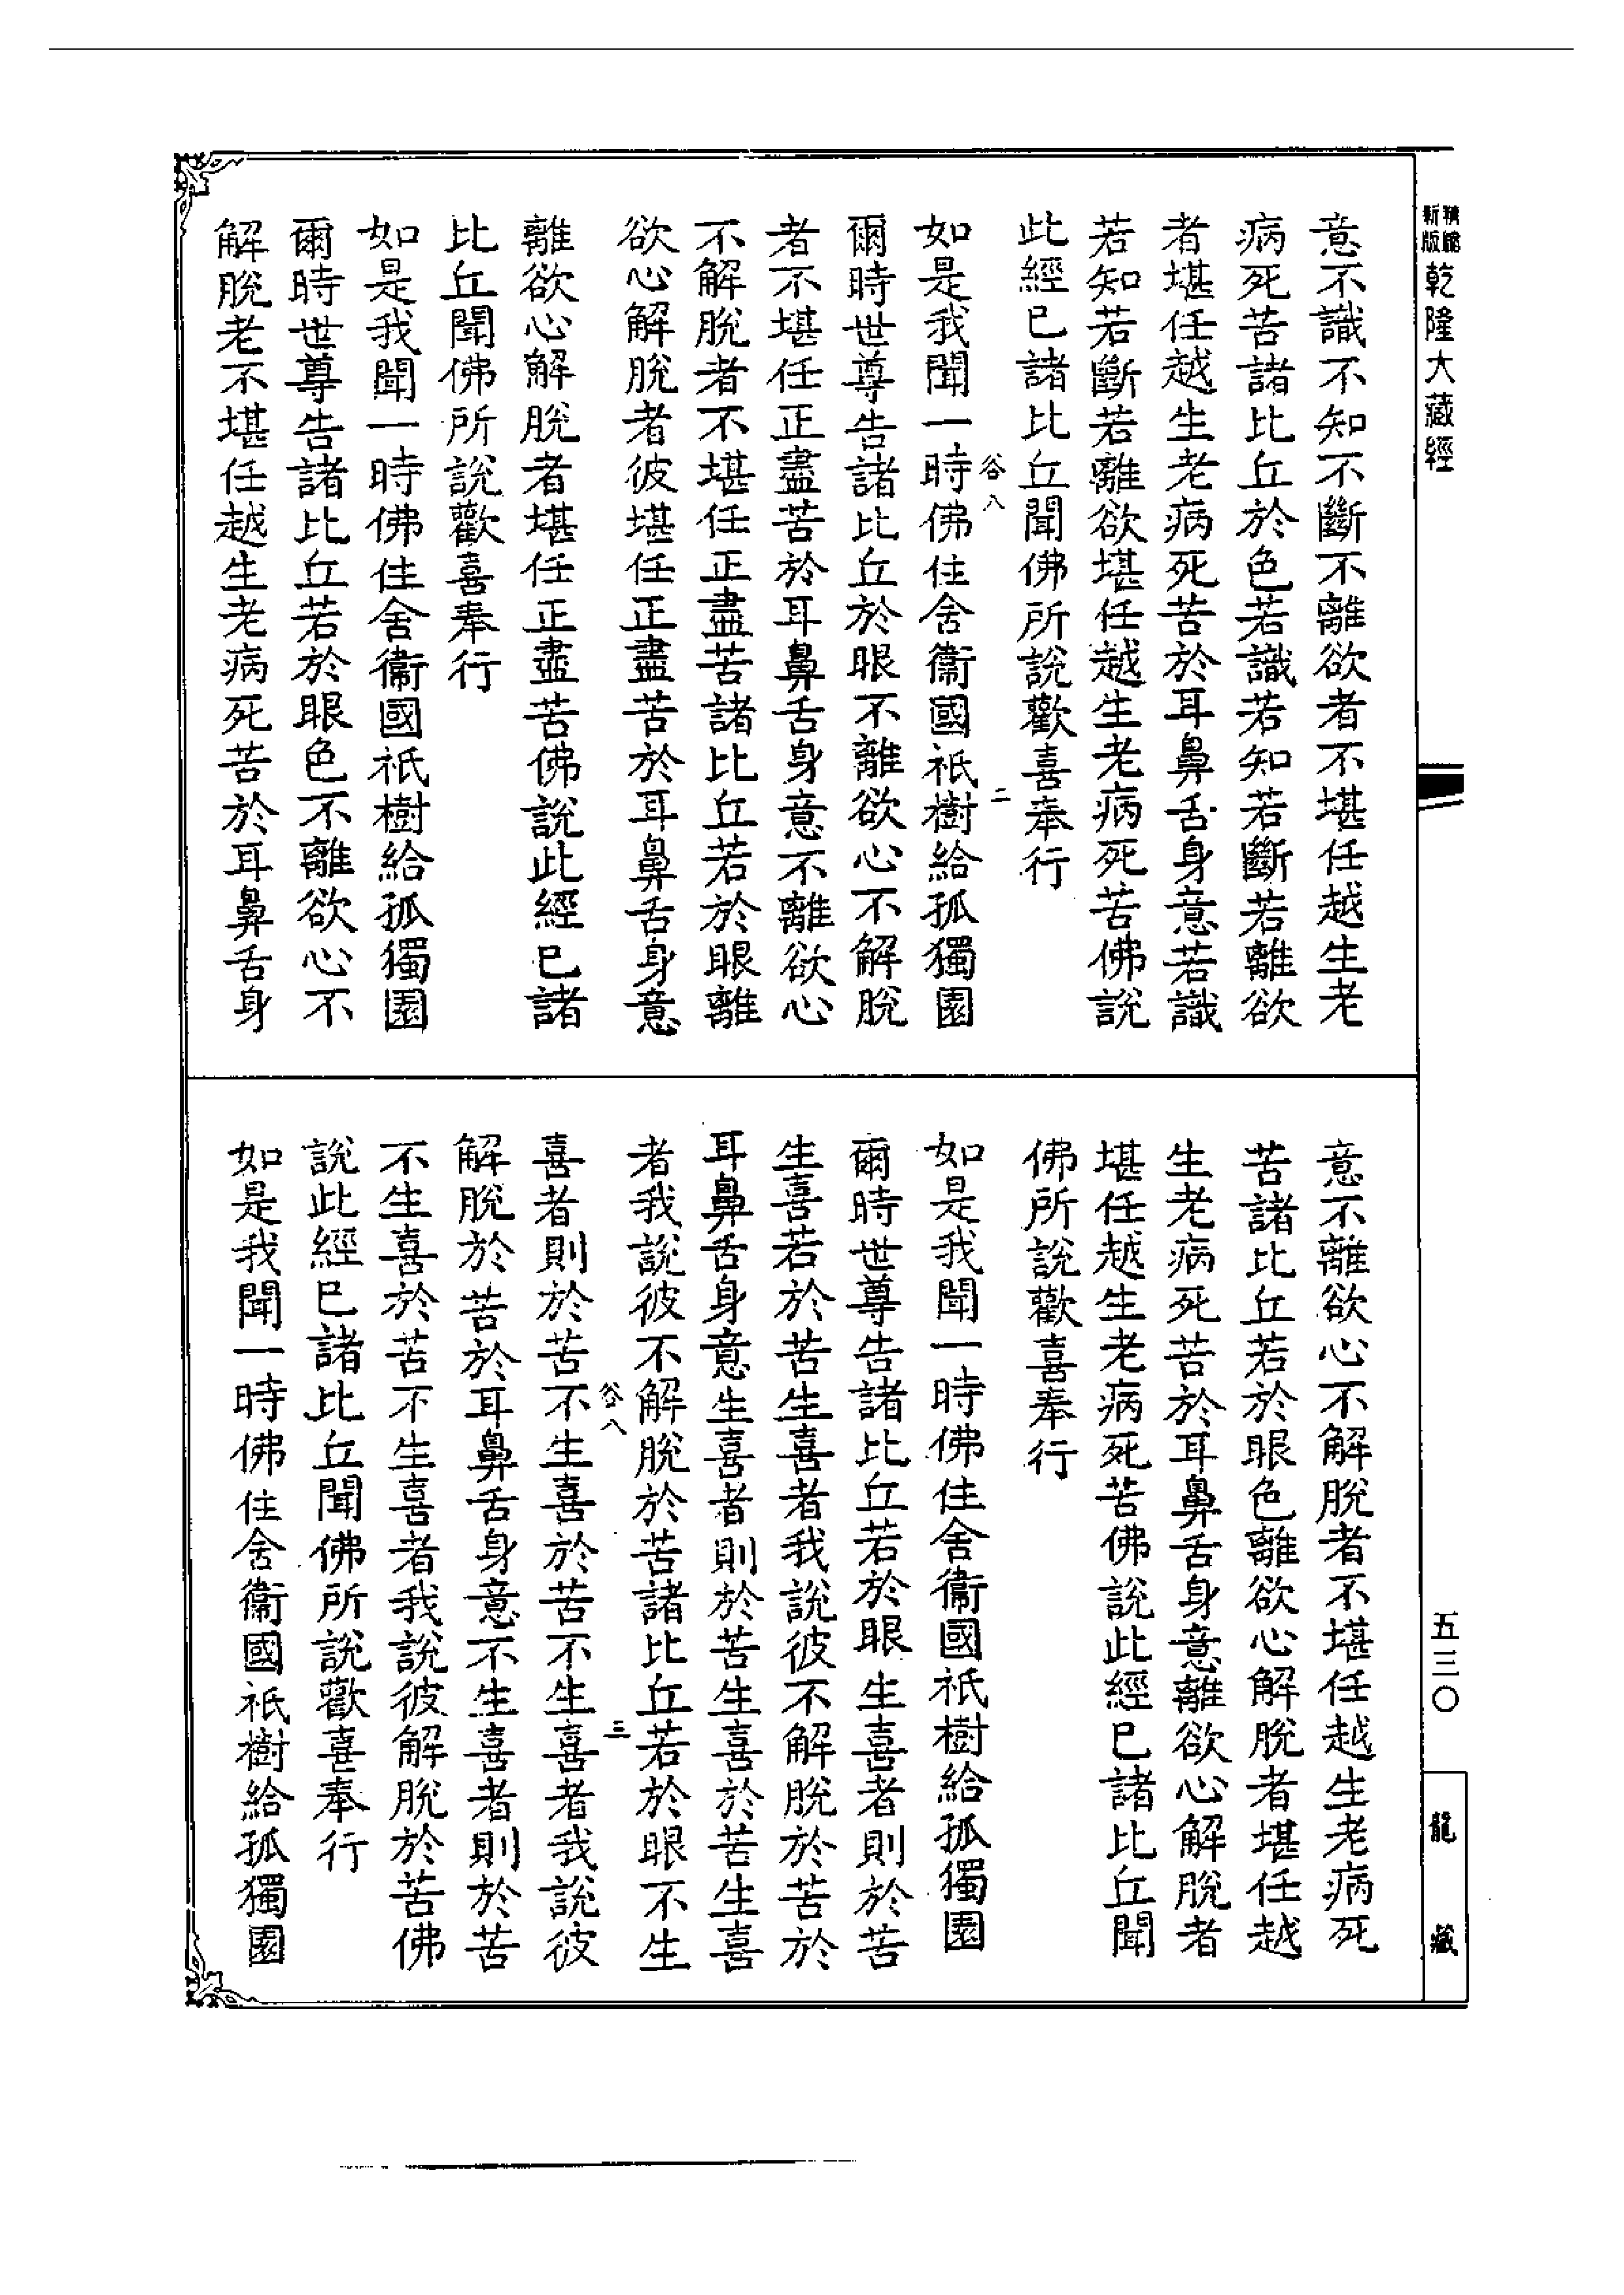 精縮
新版
乾隆大藏經
意不識不知不斷不離欲者不堪任越生老
病死苦諸比丘於色若識若知若斷若離欲
者堪任越生老病死苦於耳鼻舌身意若識
若知若斷若離欲堪任越生老病死苦佛說
此經已諸比丘聞佛所說歡喜奉行
谷八
二
如是我聞一時佛住舍衞國祇樹給孤獨園
爾時世尊告諸比丘於眼不離欲心不解脫
者不堪任正盡苦於耳鼻舌身意不離欲心
不解脫者不堪任正盡苦諸比丘若於眼離
欲心解脫者彼堪任正盡苦於耳鼻舌身意
離欲心解脫者堪任正盡苦佛說此經已諸
比丘聞佛所說歡喜奉行
如是我聞一時佛住舍衞國祇樹給孤獨園
爾時世尊告諸比丘若於眼色不離欲心不
解脫老不堪任越生老病死苦於耳鼻舌身
意不離欲心不解脫者不堪任越生老病死
苦諸比丘若於眼色離欲心解脫者堪任越
生老病死苦於耳鼻舌身意離欲心解脫者
堪任越生老病死苦佛說此經已諸比丘聞
佛所說歡喜奉行
如是我聞一時佛住舍衞國祇樹給孤獨園
爾時世尊告諸比丘若於眼生喜者則於苦
生喜若於苦生喜者我說彼不解脫於苦於
耳鼻舌身意生喜者則於苦生喜於苦生喜
者我說彼不解脫於苦諸比丘若於眼不生
谷八
三
喜者則於苦不生喜於苦不生喜者我說彼
解脫於苦於耳鼻舌身意不生喜者則於苦
不生喜於苦不生喜者我說彼解脫於苦佛
說此經已諸比丘聞佛所說歡喜奉行
如是我聞一時佛住舍衞國祇樹給孤獨園
五三〇
龍藏